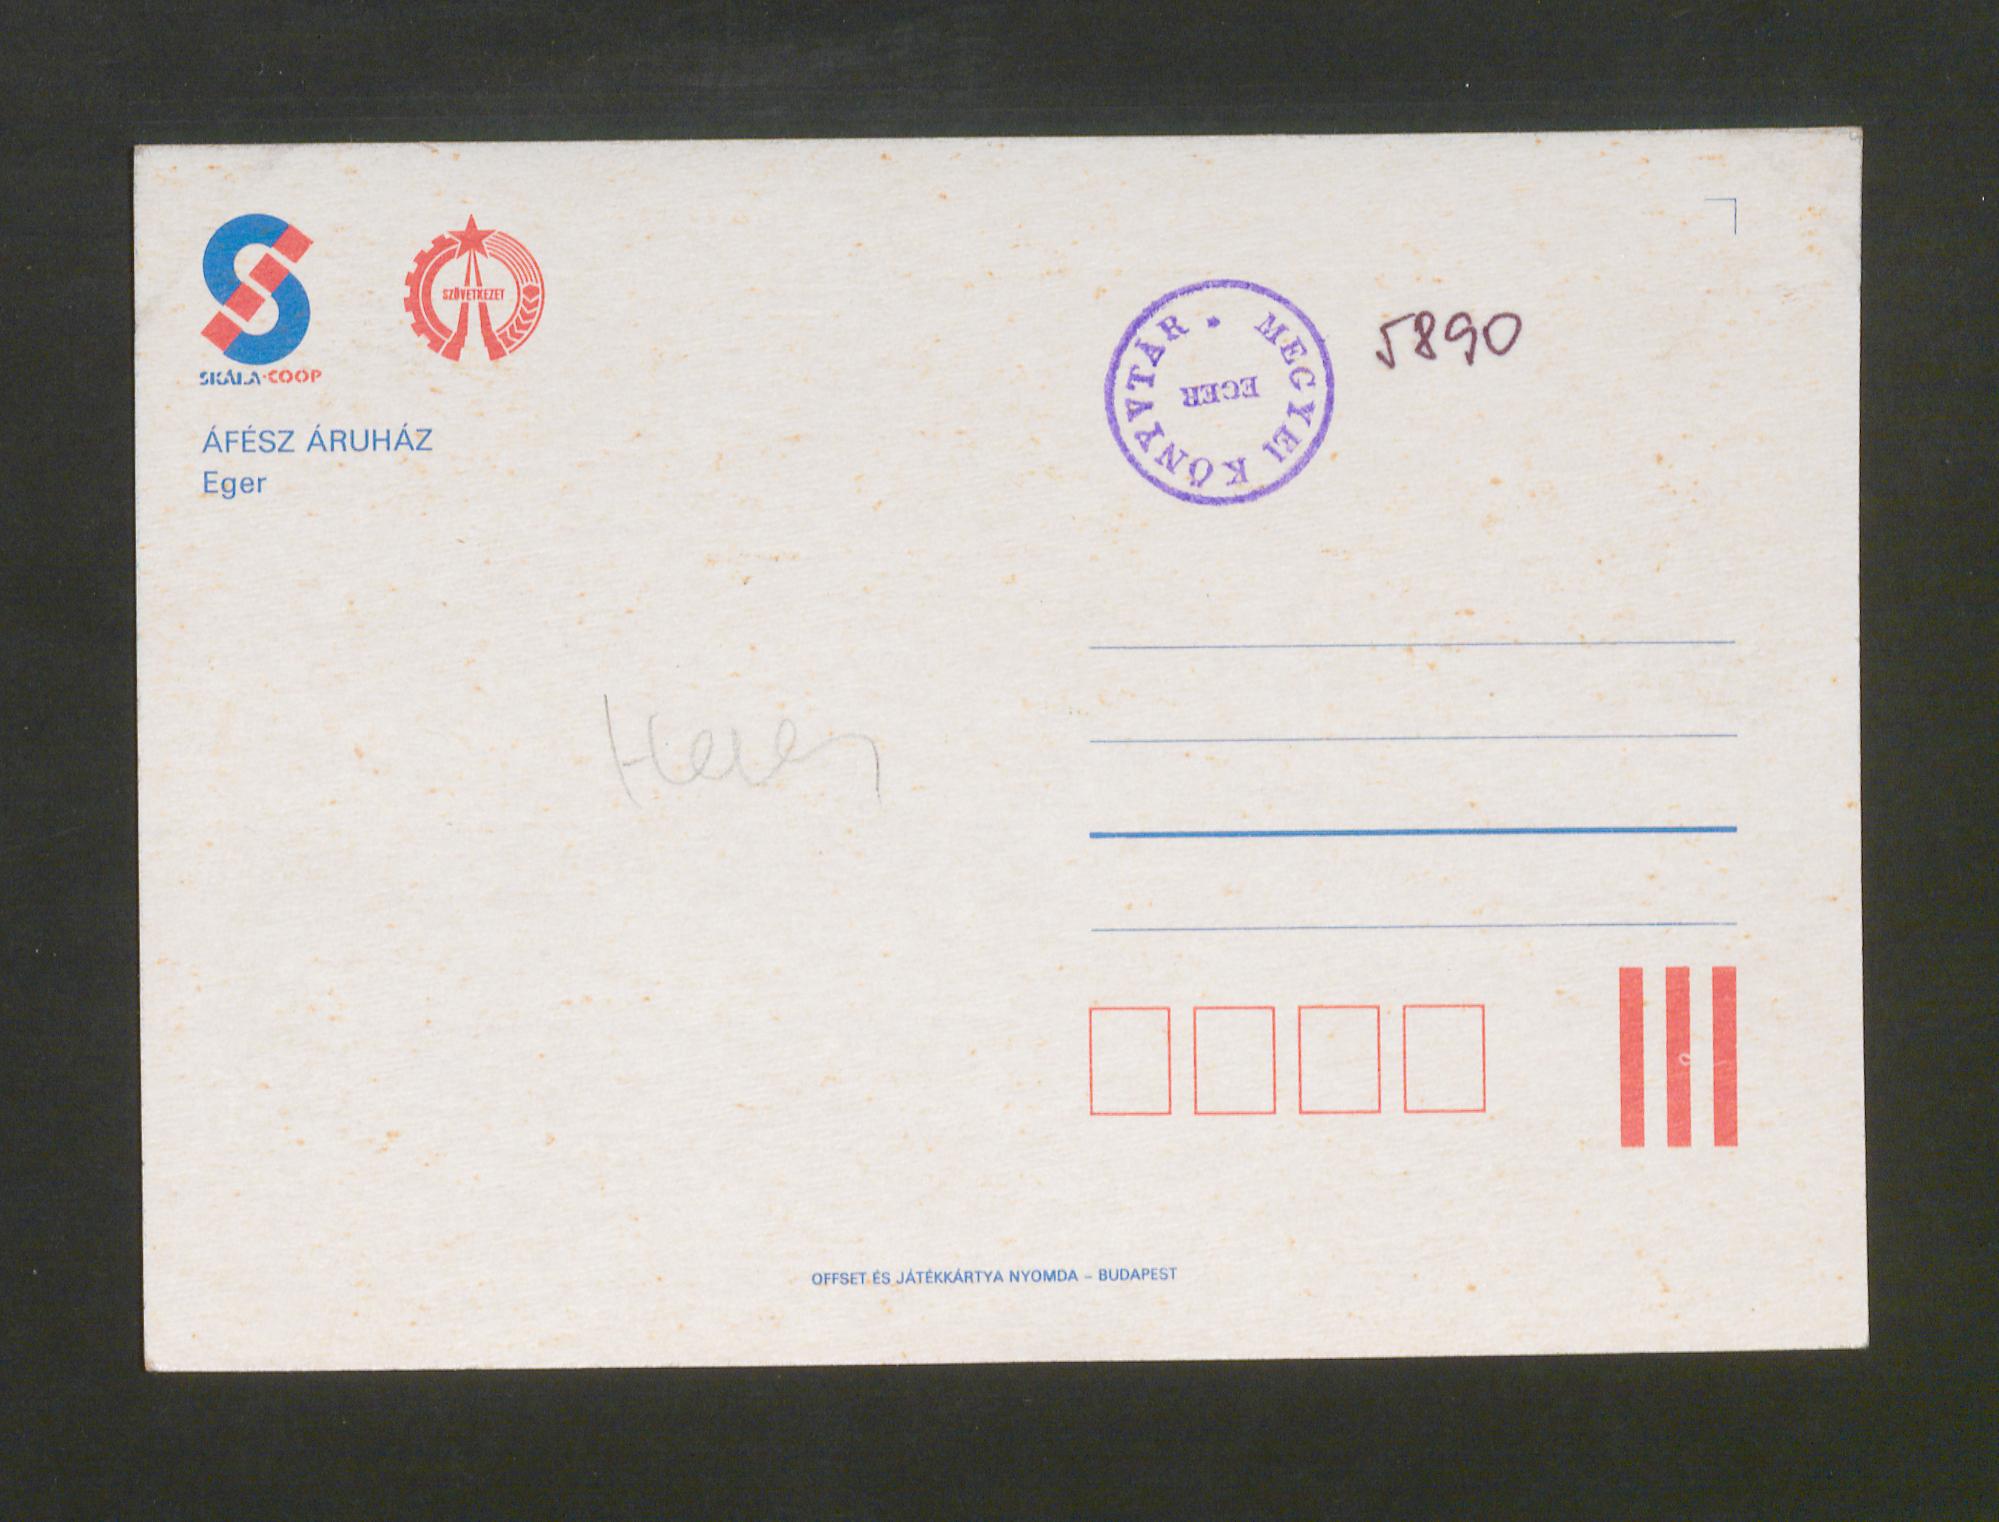 SKÁLA-COOP
SZÖVETKEZET
ÁFÉSZ ÁRUHÁZ
Eger
MEGYEI KÖNYVTÁR
EGER
5890
OFFSET ÉS JÁTÉKKÁRTYA NYOMDA – BUDAPEST